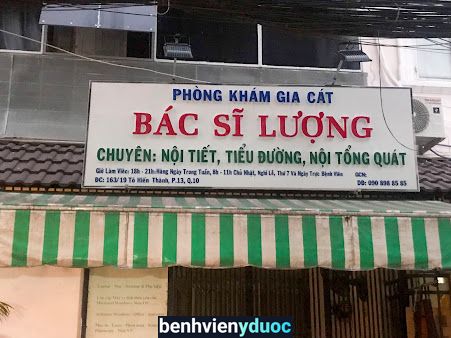 PHÒNG KHÁM GIA CÁT
BÁC SĨ LƯỢNG
CHUYÊN: NỘI TIẾT, TIỂU ĐƯỜNG, NỘI TỔNG QUÁT
Giờ Làm Việc: 18h - 21h:Hàng Ngày Trong Tuần, 8h - 11h Chủ Nhật, Nghỉ Lễ, Thứ 7 Và Ngày Trực Bệnh Viện
GCN:
ĐC: 163/19 Tô Hiến Thành, P.13, Q.10
DĐ: 090 898 85 85
benhvienyduoc